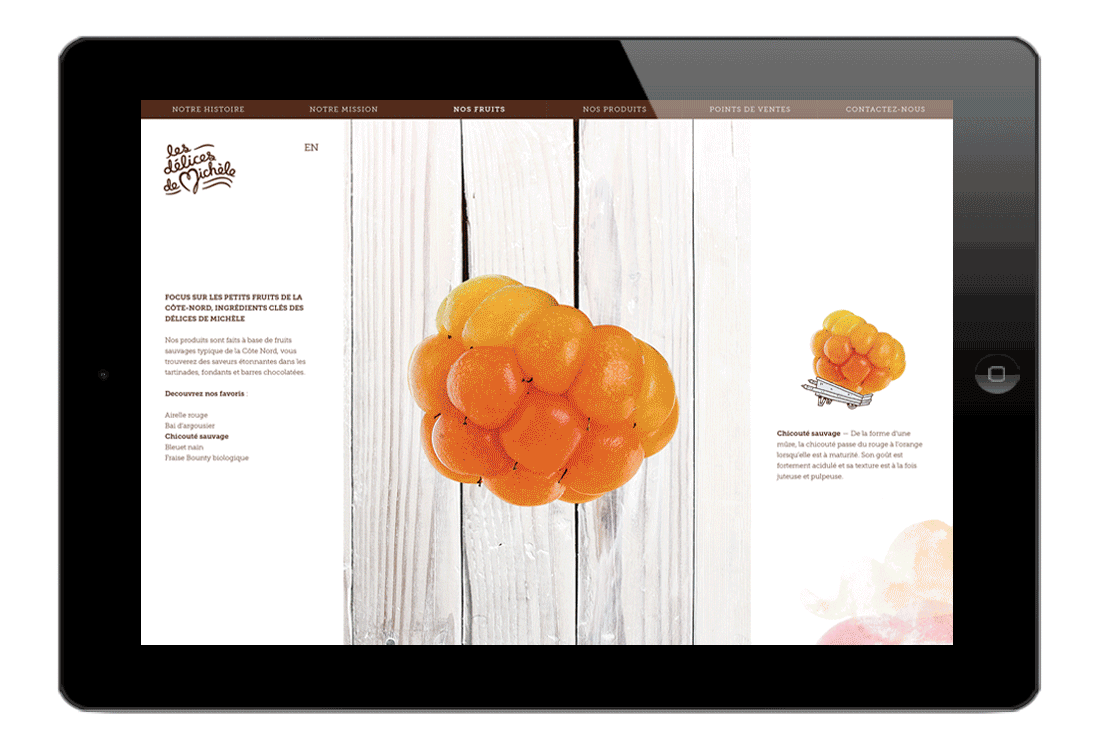 NOTRE HISTOIRE
NOTRE MISSION
NOS FRUITS
NOS PRODUITS
POINTS DE VENTES
CONTACTEZ-NOUS
les
délices
de Michèle
EN
FOCUS SUR LES PETITS FRUITS DE LA
CÔTE-NORD, INGRÉDIENTS CLÉS DES
DÉLICES DE MICHÈLE
Nos produits sont faits à base de fruits
sauvages typique de la Côte Nord, vous
trouverez des saveurs étonnantes dans les
tartinades, fondants et barres chocolatées.
Decouvrez nos favoris :
Airelle rouge
Bai d'argousier
Chicouté sauvage
Bleuet nain
Fraise Bounty biologique
Chicouté sauvage — De la forme d'une
mûre, la chicouté passe du rouge à l'orange
lorsqu'elle est à maturité. Son goût est
fortement acidulé et sa texture est à la fois
juteuse et pulpeuse.